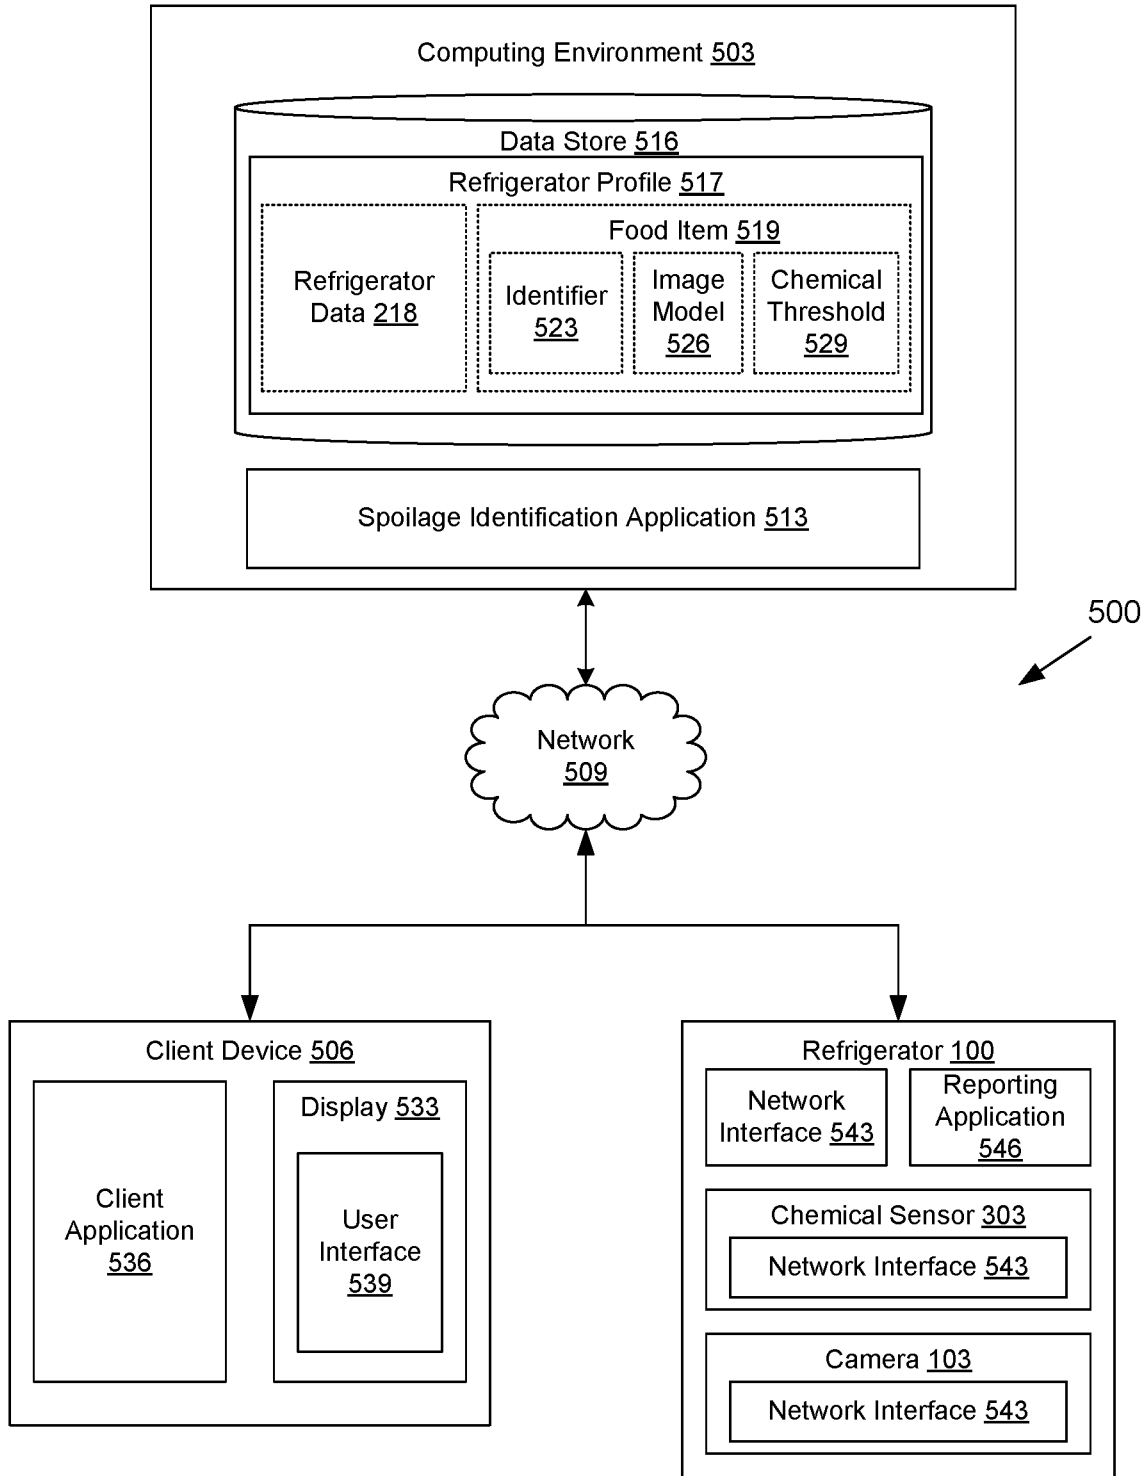 Computing Environment 503
Data Store 516
Refrigerator Profile 517
Refrigerator
Data 218
Food Item 519
Identifier
523
Image
Model
526
Chemical
Threshold
529
Spoilage Identification Application 513
500
Network
509
Client Device 506
Client
Application
536
Display 533
User
Interface
539
Refrigerator 100
Network
Interface 543
Reporting
Application
546
Chemical Sensor 303
Network Interface 543
Camera 103
Network Interface 543